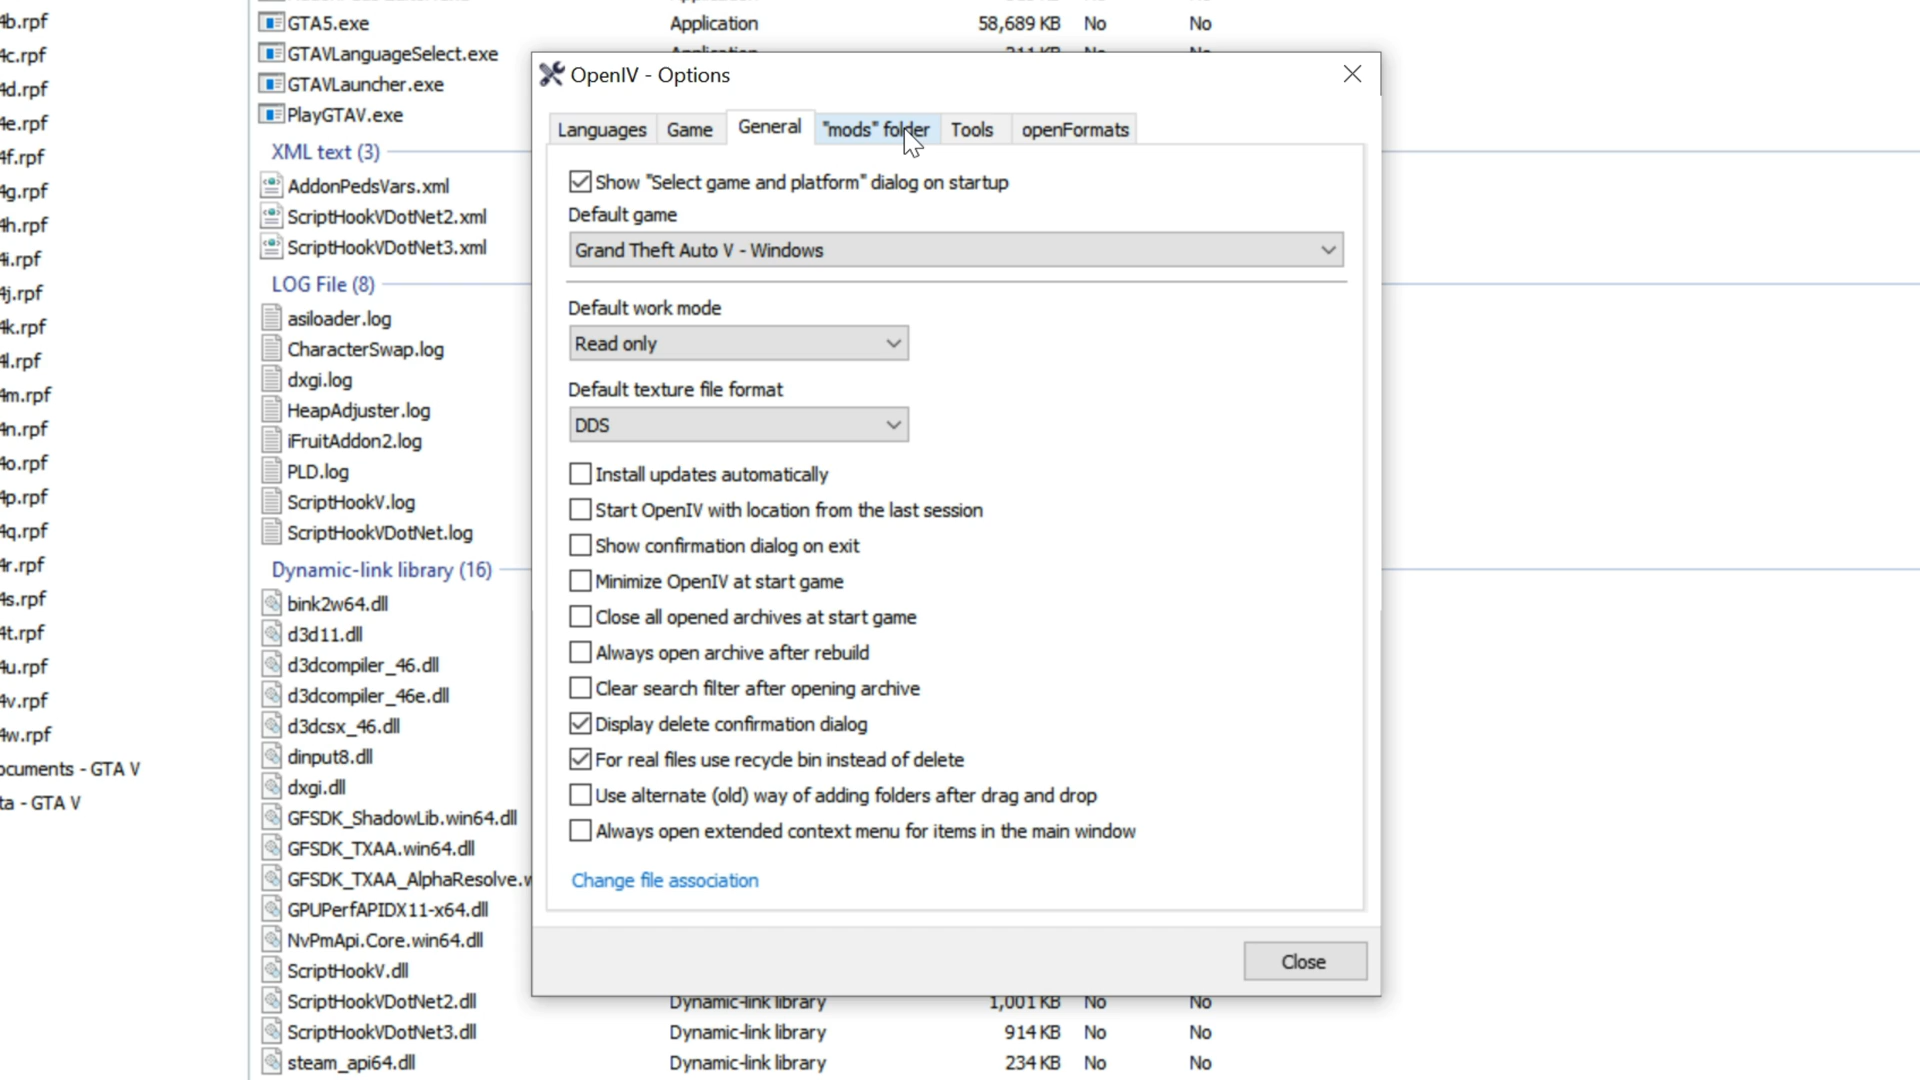 4b.rpf
4c.rpf
4d.rpf
4e.rpf
4f.rpf
4g.rpf
4h.rpf
4i.rpf
4j.rpf
4k.rpf
4l.rpf
4m.rpf
4n.rpf
4o.rpf
4p.rpf
4q.rpf
4r.rpf
4s.rpf
4t.rpf
4u.rpf
4v.rpf
4w.rpf
ocuments - GTA V
ta - GTA V
GTA5.exe Application 58,689 KB No No
GTAVLanguageSelect.exe
GTAVLauncher.exe
PlayGTAV.exe
XML text (3)
AddonPedsVars.xml
ScriptHookVDotNet2.xml
ScriptHookVDotNet3.xml
LOG File (8)
asiloader.log
CharacterSwap.log
dxgi.log
HeapAdjuster.log
iFruitAddon2.log
PLD.log
ScriptHookV.log
ScriptHookVDotNet.log
Dynamic-link library (16)
bink2w64.dll
d3d11.dll
d3dcompiler_46.dll
d3dcompiler_46e.dll
d3dcsx_46.dll
dinput8.dll
dxgi.dll
GFSDK_ShadowLib.win64.dll
GFSDK_TXAA.win64.dll
GFSDK_TXAA_AlphaResolve.w
GPUPerfAPIDX11-x64.dll
NvPmApi.Core.win64.dll
ScriptHookV.dll
ScriptHookVDotNet2.dll Dynamic-link library 1,001 KB No No
ScriptHookVDotNet3.dll Dynamic-link library 914 KB No No
steam_api64.dll Dynamic-link library 234 KB No No
OpenIV - Options
Languages Game General "mods" folder Tools openFormats
Show "Select game and platform" dialog on startup
Default game
Grand Theft Auto V - Windows
Default work mode
Read only
Default texture file format
DDS
Install updates automatically
Start OpenIV with location from the last session
Show confirmation dialog on exit
Minimize OpenIV at start game
Close all opened archives at start game
Always open archive after rebuild
Clear search filter after opening archive
Display delete confirmation dialog
For real files use recycle bin instead of delete
Use alternate (old) way of adding folders after drag and drop
Always open extended context menu for items in the main window
Change file association
Close